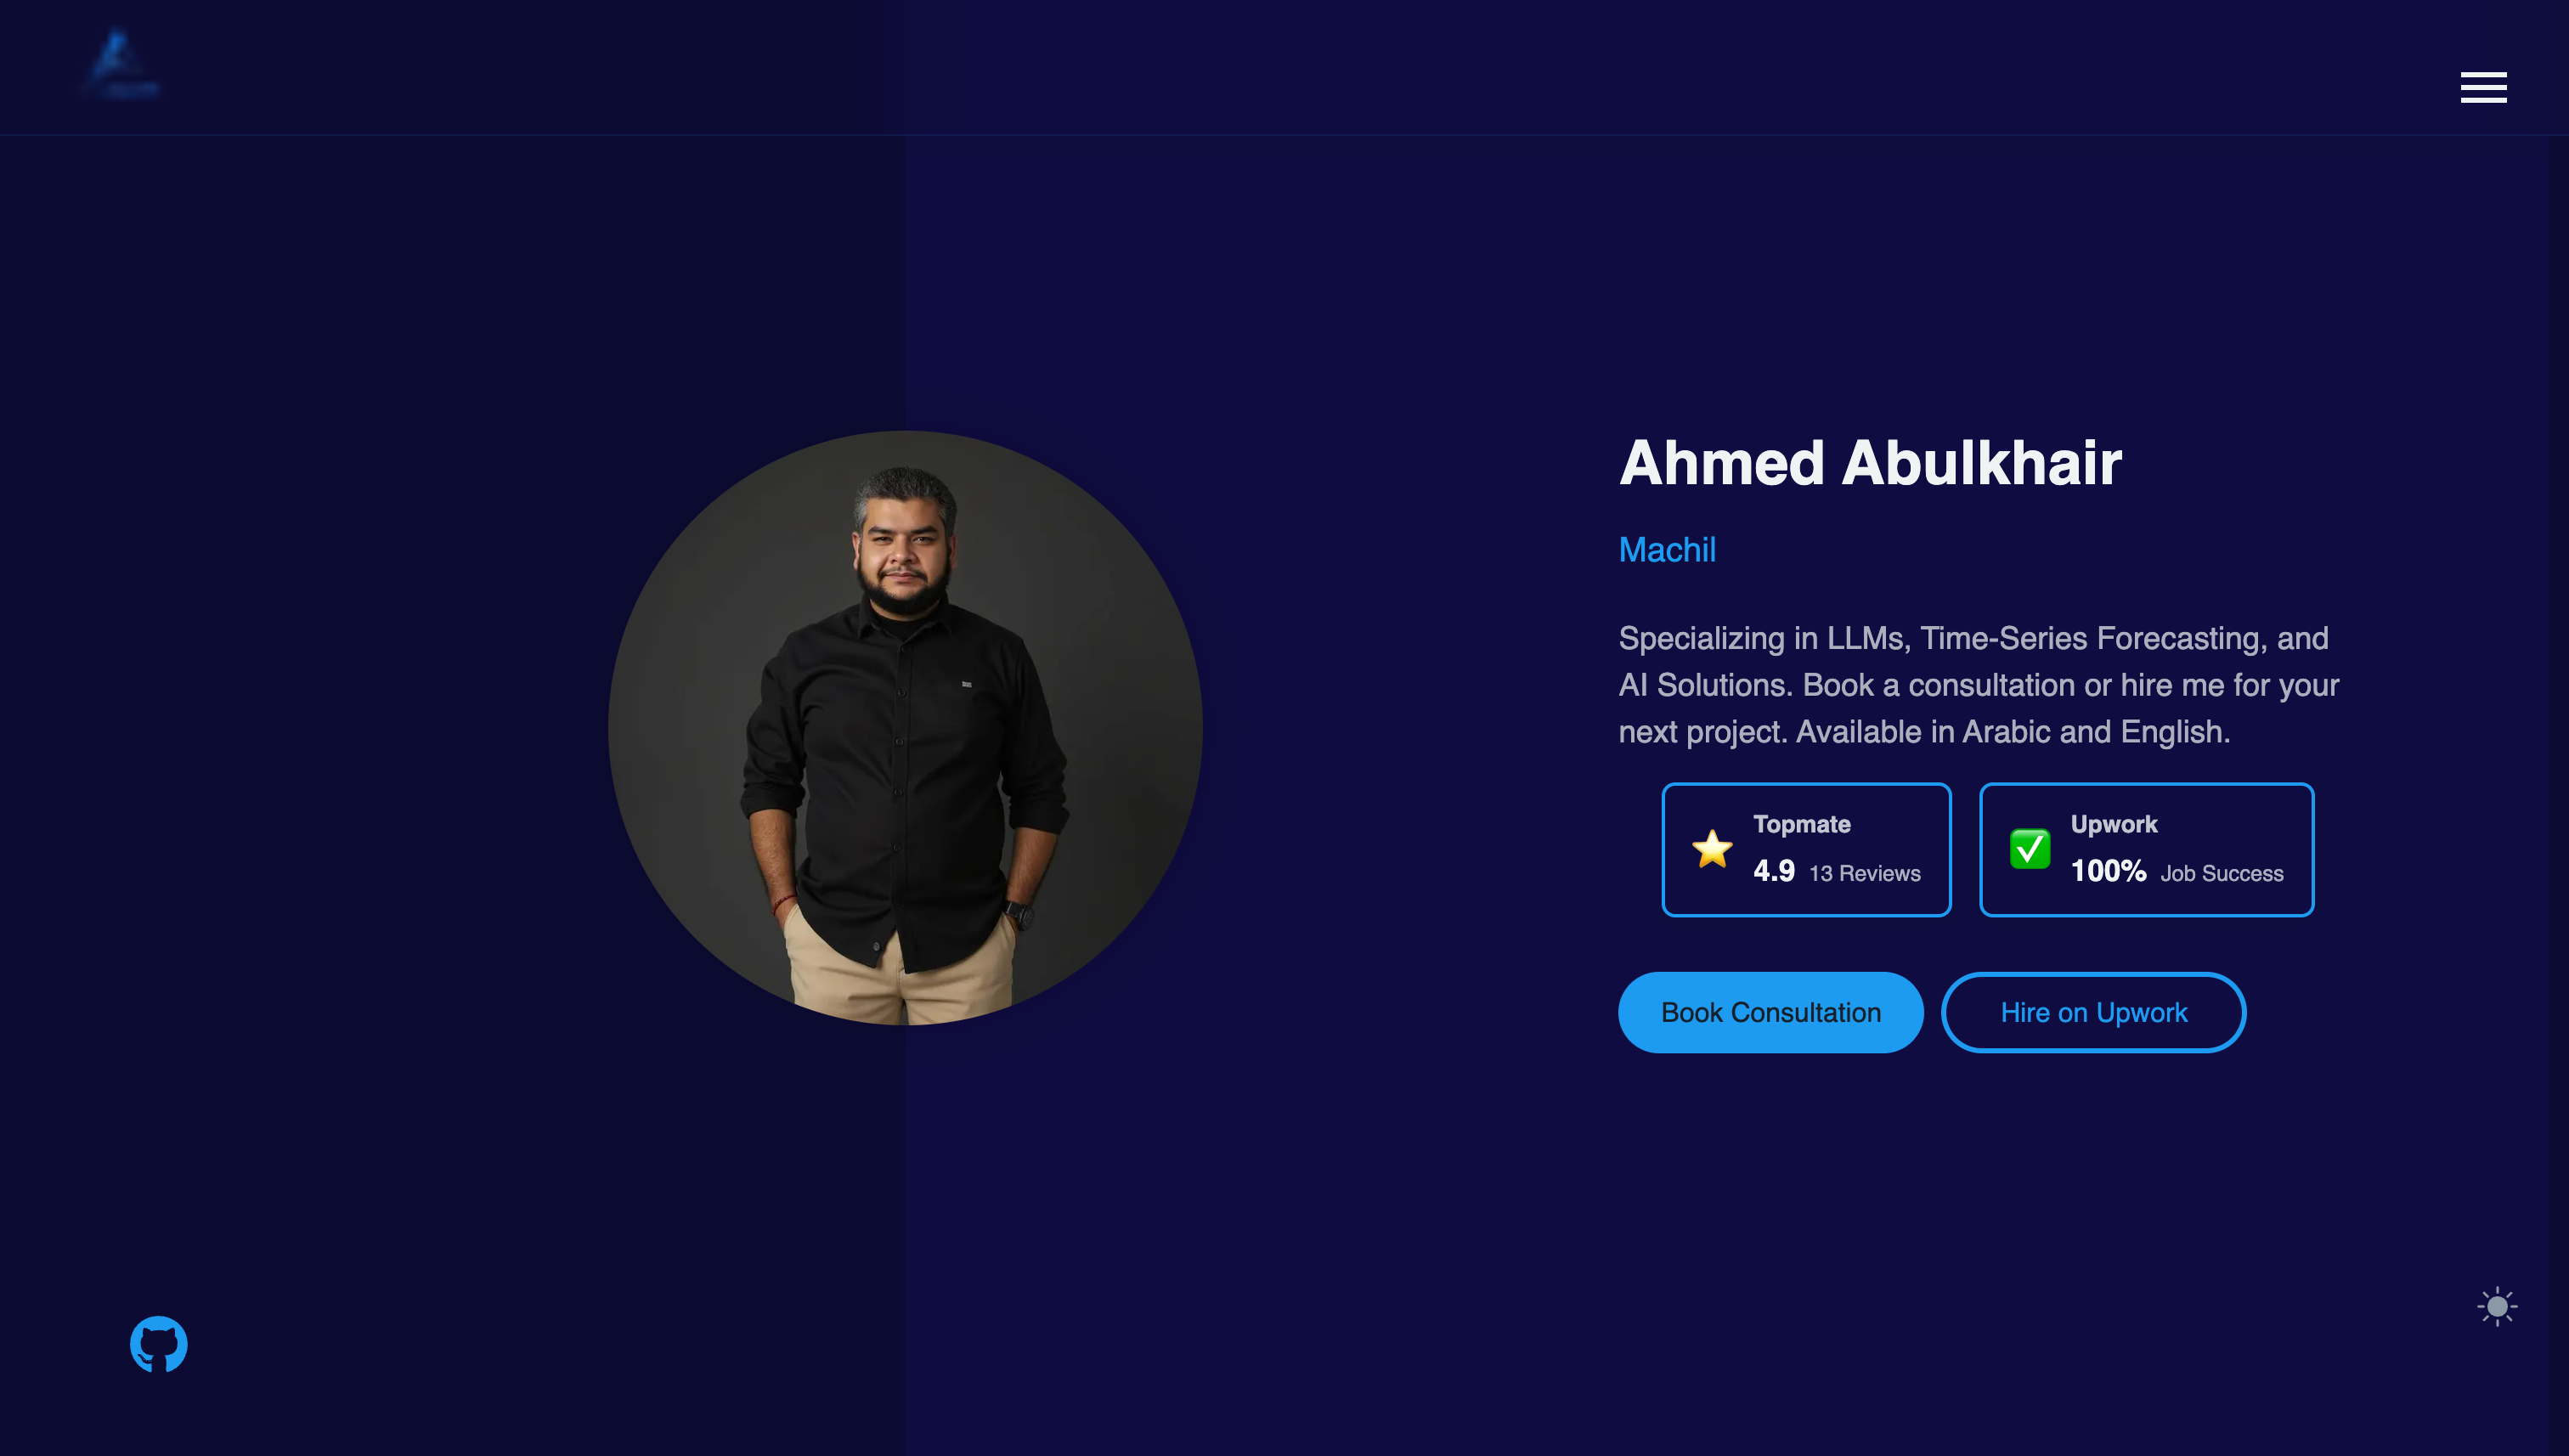 Ahmed Abulkhair
Machil
Specializing in LLMs, Time-Series Forecasting, and
AI Solutions. Book a consultation or hire me for your
next project. Available in Arabic and English.
Topmate
4.9 13 Reviews
Upwork
100% Job Success
Book Consultation
Hire on Upwork